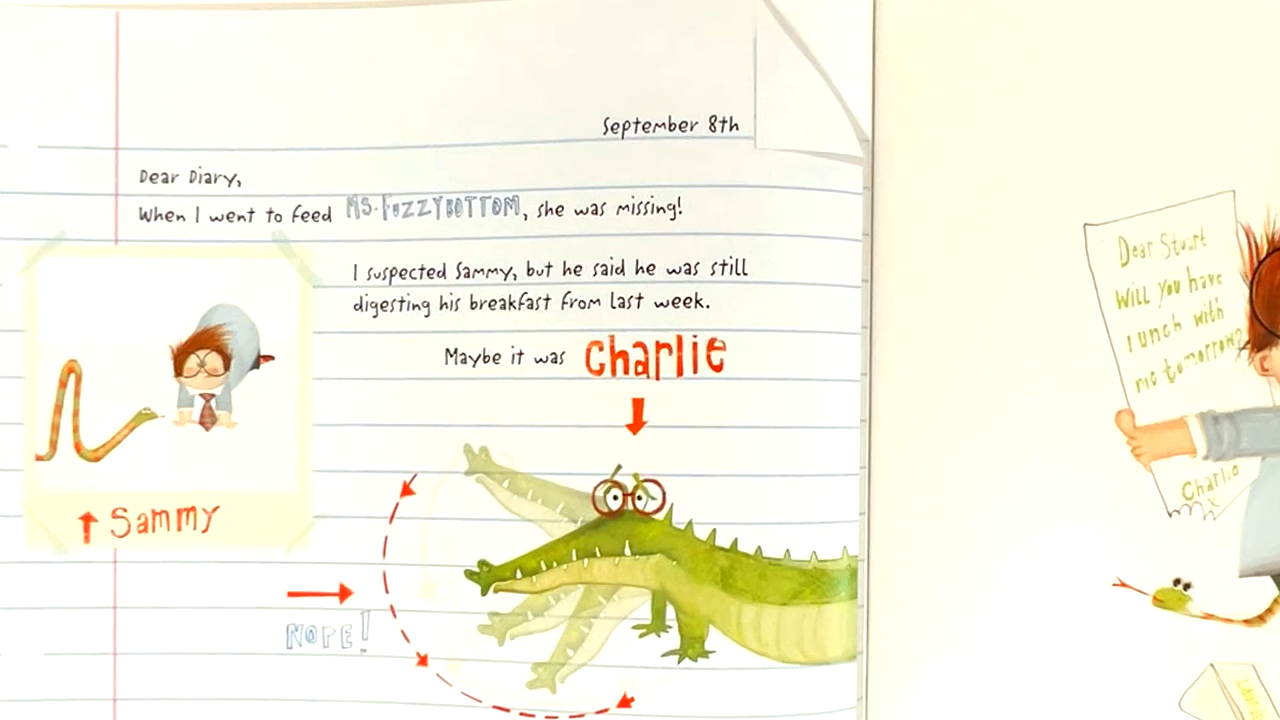 September 8th
Dear Diary,
When I went to feed MS. FUZZYBOTTOM, she was missing!
I suspected Sammy, but he said he was still
digesting his breakfast from last week.
Maybe it was Charlie
Sammy
NOPE!
Dear Stuart
Will you have
lunch with
me tomorrow?
Charlie